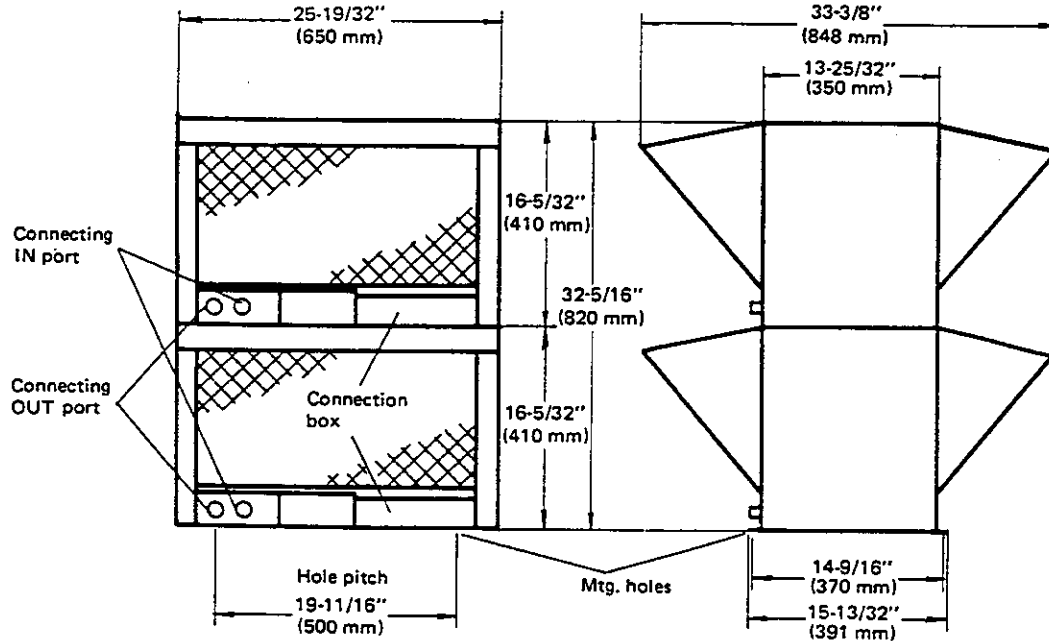 25-19/32"
(650 mm)
33-3/8"
(848 mm)
13-25/32"
(350 mm)
16-5/32"
(410 mm)
Connecting
IN port
32-5/16"
(820 mm)
Connecting
OUT port
Connection
box
16-5/32"
(410 mm)
Hole pitch
19-11/16"
(500 mm)
Mtg. holes
14-9/16"
(370 mm)
15-13/32"
(391 mm)